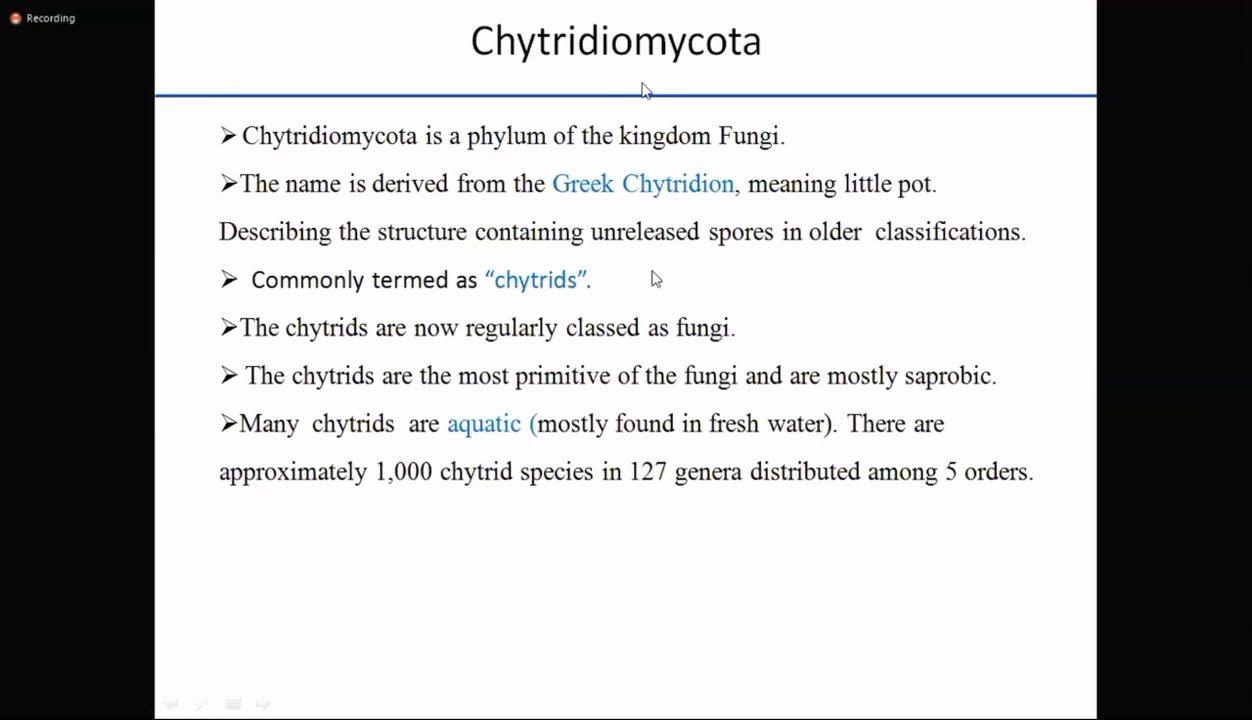 Recording
Chytridiomycota
➢ Chytridiomycota is a phylum of the kingdom Fungi.
➢The name is derived from the Greek Chytridion, meaning little pot.
Describing the structure containing unreleased spores in older classifications.
➢ Commonly termed as “chytrids”.
➢The chytrids are now regularly classed as fungi.
➢ The chytrids are the most primitive of the fungi and are mostly saprobic.
➢Many chytrids are aquatic (mostly found in fresh water). There are
approximately 1,000 chytrid species in 127 genera distributed among 5 orders.